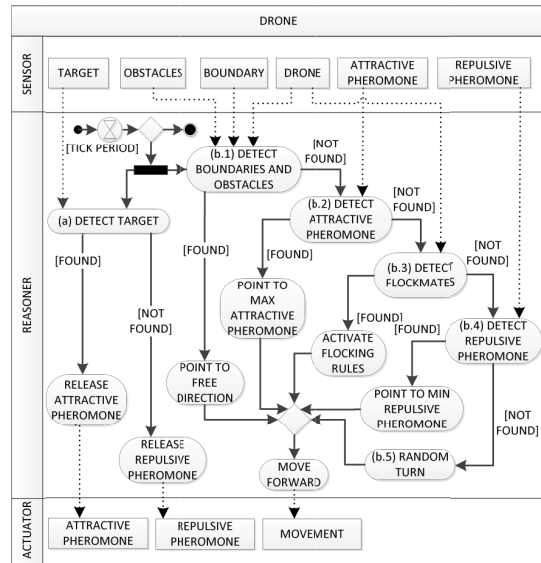 DRONE
SENSOR
TARGET
OBSTACLES
BOUNDARY
DRONE
ATTRACTIVE
PHEROMONE
REPULSIVE
PHEROMONE
REASONER
[TICK PERIOD]
(b.1) DETECT
BOUNDARIES AND
OBSTACLES
[NOT
FOUND]
(b.2) DETECT
ATTRACTIVE
PHEROMONE
[NOT
FOUND]
(a) DETECT TARGET
[FOUND]
[NOT
FOUND]
[FOUND]
[FOUND]
(b.3) DETECT
FLOCKMATES
[NOT
FOUND]
POINT TO
MAX
ATTRACTIVE
PHEROMONE
[FOUND]
ACTIVATE
FLOCKING
RULES
[FOUND]
(b.4) DETECT
REPULSIVE
PHEROMONE
RELEASE
ATTRACTIVE
PHEROMONE
POINT TO
FREE
DIRECTION
POINT TO MIN
REPULSIVE
PHEROMONE
[NOT
FOUND]
RELEASE
REPULSIVE
PHEROMONE
(b.5) RANDOM
TURN
MOVE
FORWARD
ACTUATOR
ATTRACTIVE
PHEROMONE
REPULSIVE
PHEROMONE
MOVEMENT